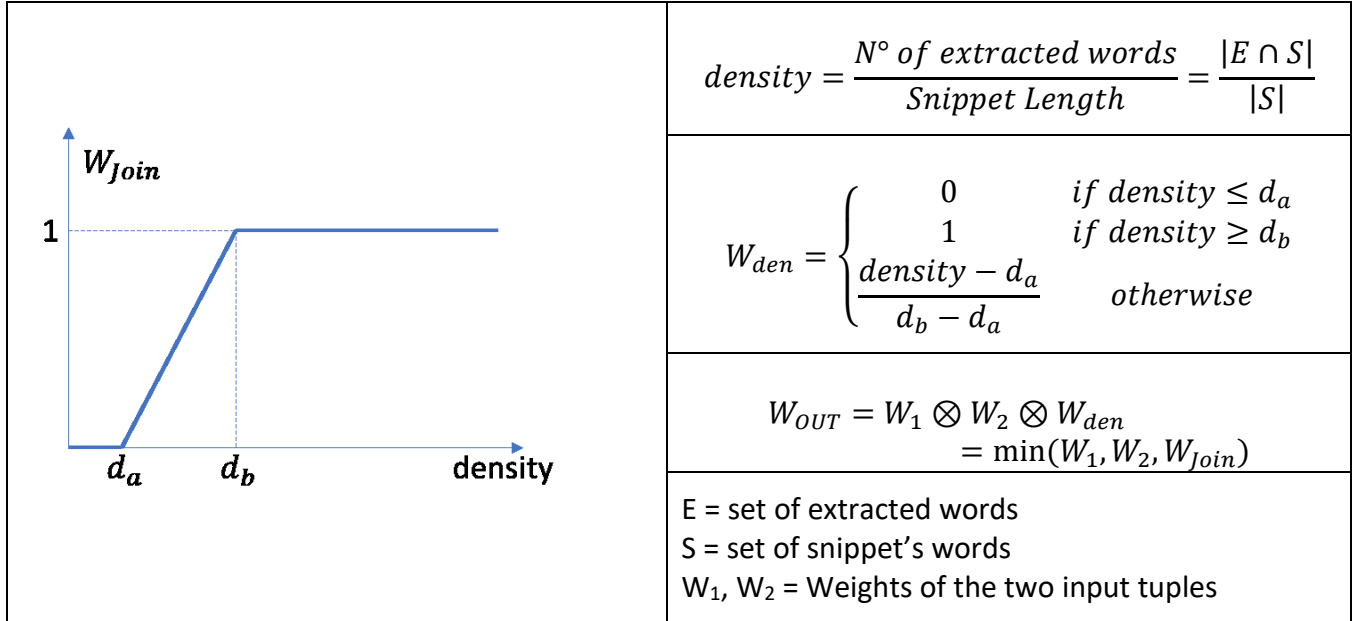 W_Join
1
d_a d_b density
density = N° of extracted words / Snippet Length = |E ∩ S| / |S|
W_den = { 0 if density ≤ d_a
1 if density ≥ d_b
(density − d_a) / (d_b − d_a) otherwise
W_OUT = W_1 ⊗ W_2 ⊗ W_den
= min(W_1, W_2, W_Join)
E = set of extracted words
S = set of snippet’s words
W_1, W_2 = Weights of the two input tuples